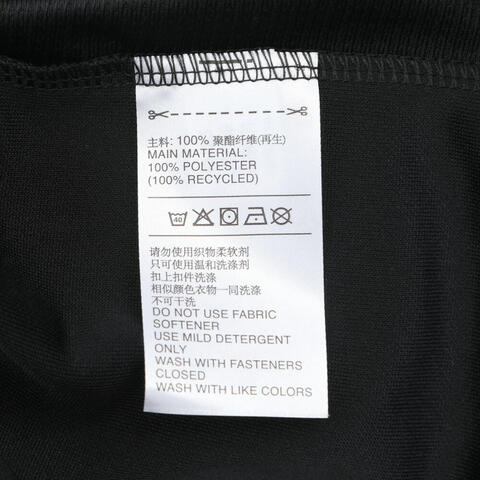 主料: 100% 聚酯纤维(再生)
MAIN MATERIAL:
100% POLYESTER
(100% RECYCLED)
40
请勿使用织物柔软剂
只可使用温和洗涤剂
扣上扣件洗涤
相似颜色衣物一同洗涤
不可干洗
DO NOT USE FABRIC
SOFTENER
USE MILD DETERGENT
ONLY
WASH WITH FASTENERS
CLOSED
WASH WITH LIKE COLORS